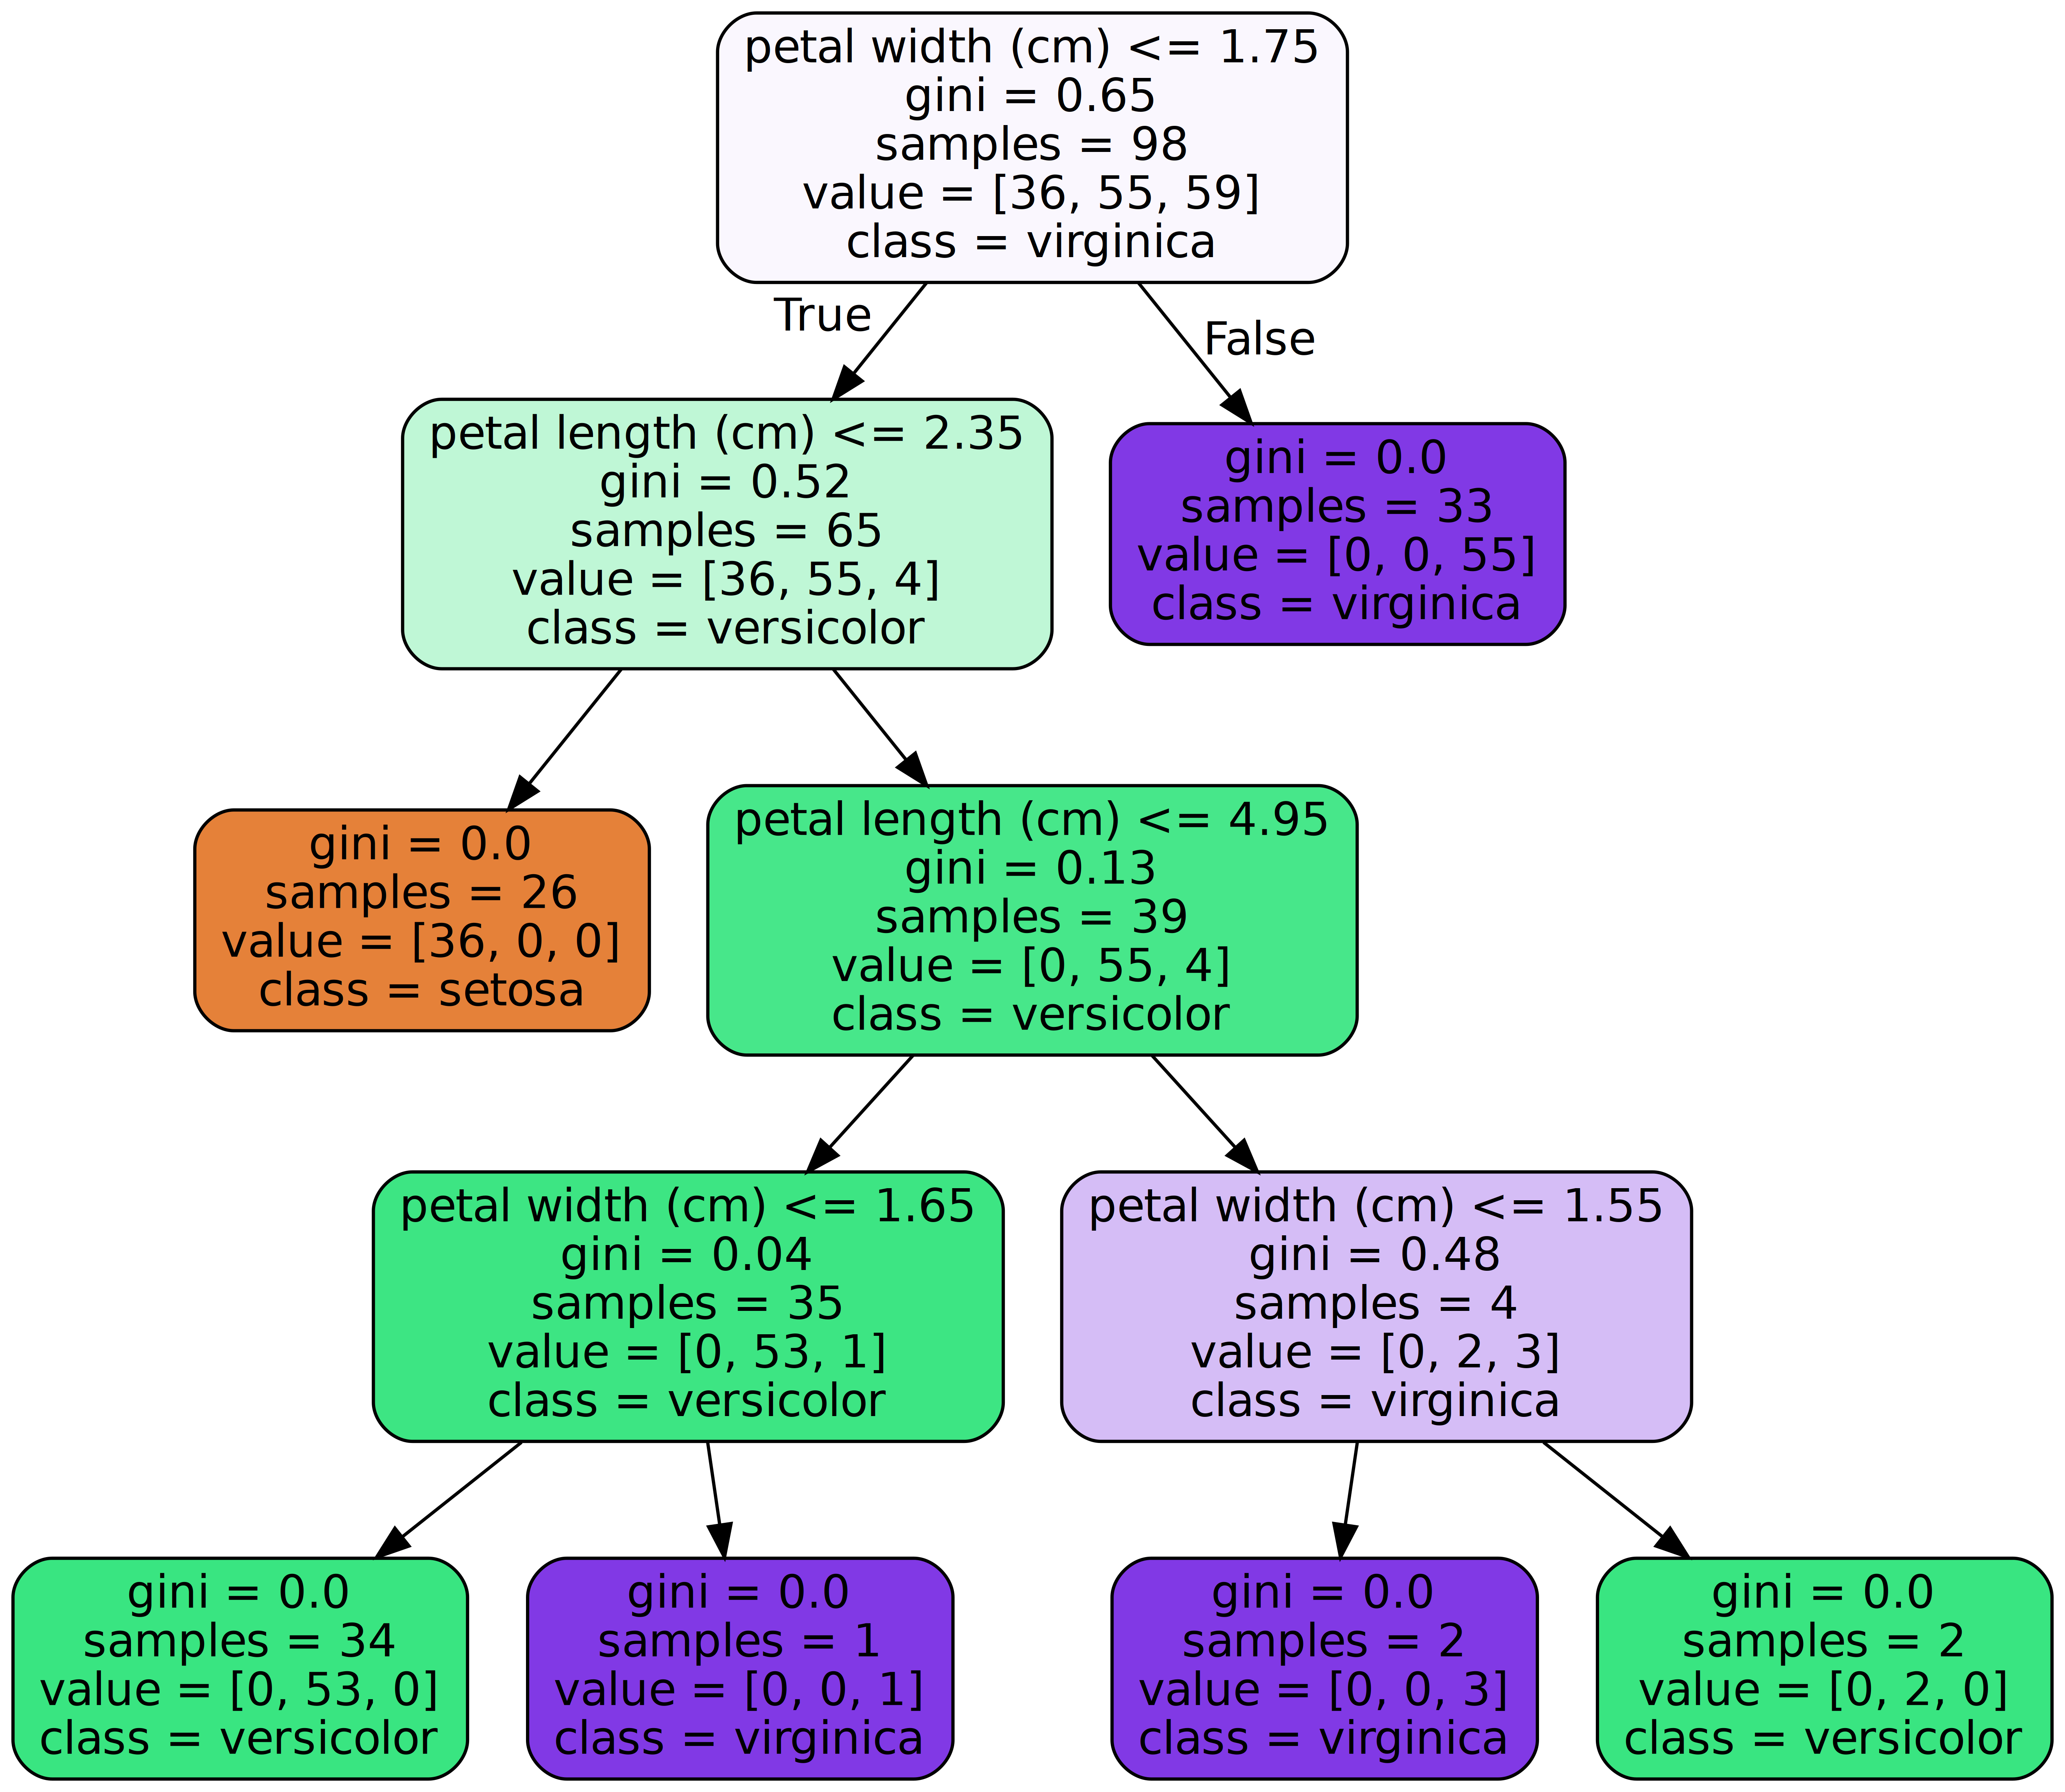 petal width (cm) <= 1.75
gini = 0.65
samples = 98
value = [36, 55, 59]
class = virginica
True
False
petal length (cm) <= 2.35
gini = 0.52
samples = 65
value = [36, 55, 4]
class = versicolor
gini = 0.0
samples = 33
value = [0, 0, 55]
class = virginica
gini = 0.0
samples = 26
value = [36, 0, 0]
class = setosa
petal length (cm) <= 4.95
gini = 0.13
samples = 39
value = [0, 55, 4]
class = versicolor
petal width (cm) <= 1.65
gini = 0.04
samples = 35
value = [0, 53, 1]
class = versicolor
petal width (cm) <= 1.55
gini = 0.48
samples = 4
value = [0, 2, 3]
class = virginica
gini = 0.0
samples = 34
value = [0, 53, 0]
class = versicolor
gini = 0.0
samples = 1
value = [0, 0, 1]
class = virginica
gini = 0.0
samples = 2
value = [0, 0, 3]
class = virginica
gini = 0.0
samples = 2
value = [0, 2, 0]
class = versicolor